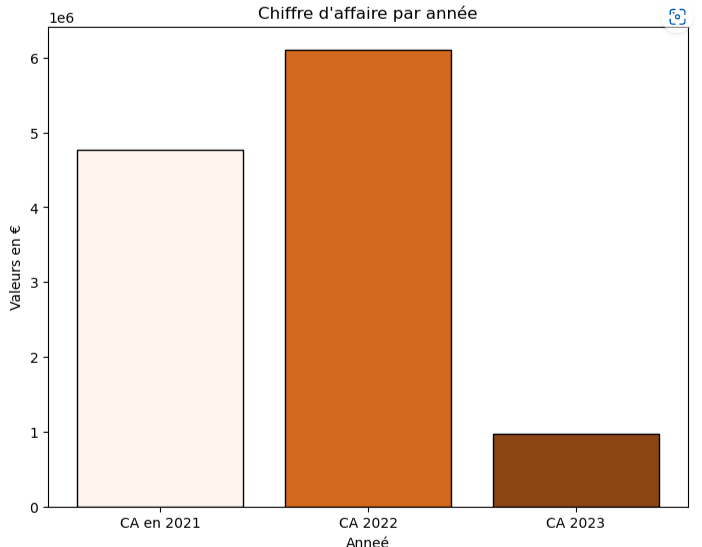 Chiffre d'affaire par année
1e6
6
5
4
3
2
1
0
Valeurs en €
CA en 2021
CA 2022
CA 2023
Anneé